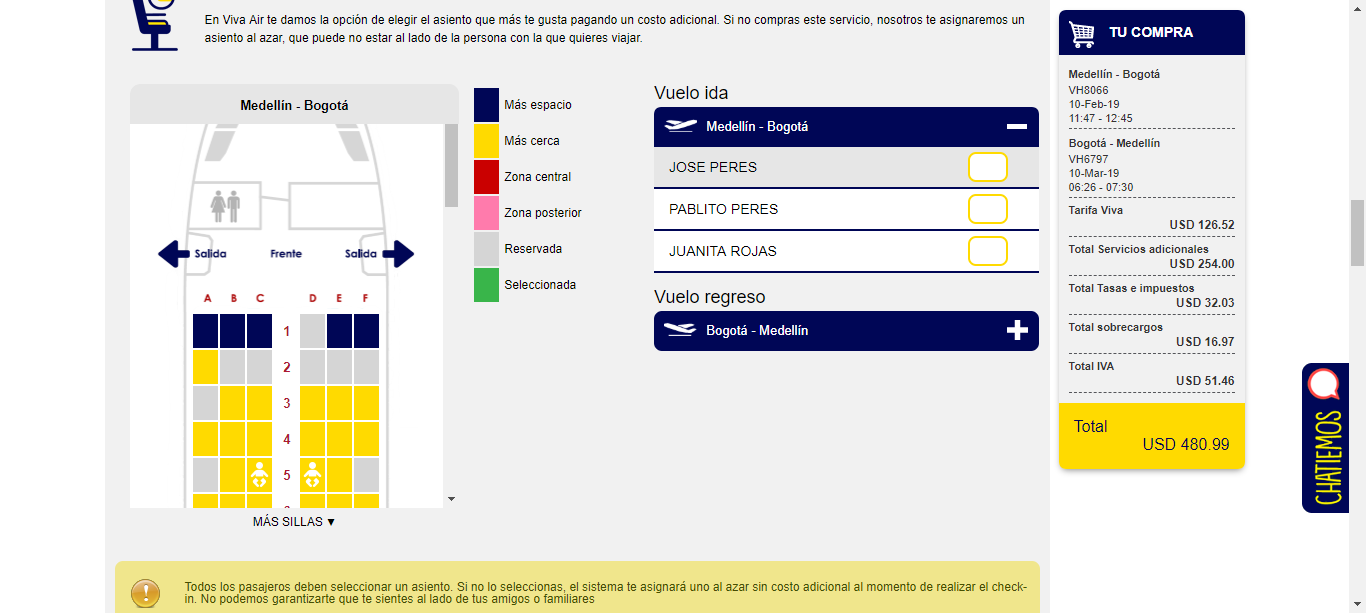 En Viva Air te damos la opción de elegir el asiento que más te gusta pagando un costo adicional. Si no compras este servicio, nosotros te asignaremos un
asiento al azar, que puede no estar al lado de la persona con la que quieres viajar.
Medellín - Bogotá
Salida
Frente
Salida
A B C D E F
1
2
3
4
5
MÁS SILLAS ▼
Más espacio
Más cerca
Zona central
Zona posterior
Reservada
Seleccionada
Vuelo ida
Medellín - Bogotá
JOSE PERES
PABLITO PERES
JUANITA ROJAS
Vuelo regreso
Bogotá - Medellín
Todos los pasajeros deben seleccionar un asiento. Si no lo seleccionas, el sistema te asignará uno al azar sin costo adicional al momento de realizar el check-
in. No podemos garantizarte que te sientes al lado de tus amigos o familiares
TU COMPRA
Medellín - Bogotá
VH8066
10-Feb-19
11:47 - 12:45
Bogotá - Medellín
VH6797
10-Mar-19
06:26 - 07:30
Tarifa Viva
USD 126.52
Total Servicios adicionales
USD 254.00
Total Tasas e impuestos
USD 32.03
Total sobrecargos
USD 16.97
Total IVA
USD 51.46
Total
USD 480.99
CHATIEMOS